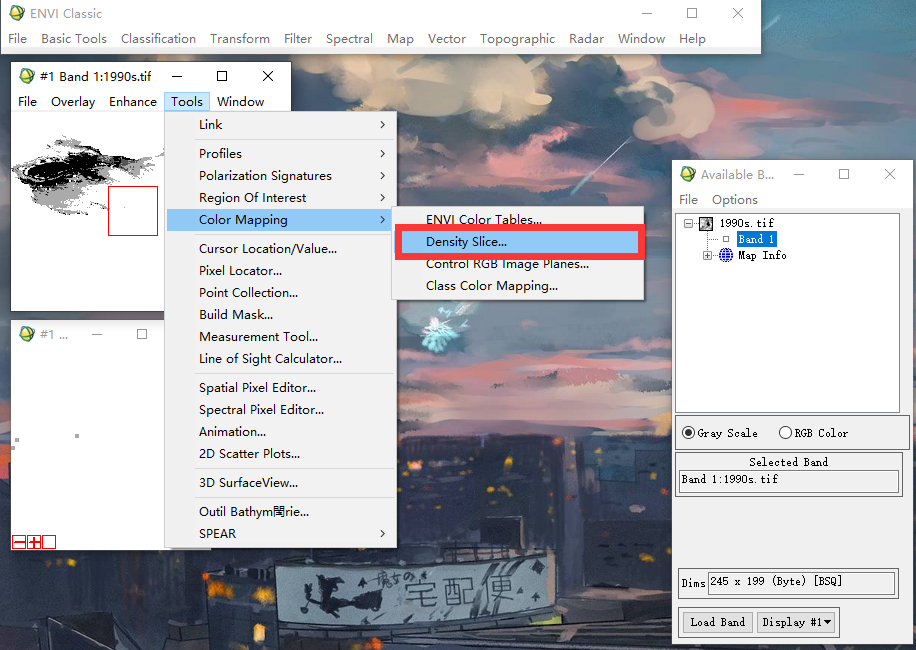 ENVI Classic
File Basic Tools Classification Transform Filter Spectral Map Vector Topographic Radar Window Help
#1 Band 1:1990s.tif
File Overlay Enhance Tools Window
Link
Profiles
Polarization Signatures
Region Of Interest
Color Mapping
Cursor Location/Value...
Pixel Locator...
Point Collection...
Build Mask...
Measurement Tool...
Line of Sight Calculator...
Spatial Pixel Editor...
Spectral Pixel Editor...
Animation...
2D Scatter Plots...
3D SurfaceView...
Outil Bathym閞rie...
SPEAR
ENVI Color Tables...
Density Slice...
Control RGB Image Planes...
Class Color Mapping...
#1 ...
Available B...
File Options
1990s.tif
Band 1
Map Info
Gray Scale RGB Color
Selected Band
Band 1:1990s.tif
Dims 245 x 199 (Byte) [BSQ]
Load Band Display #1
魔女の
宅配便